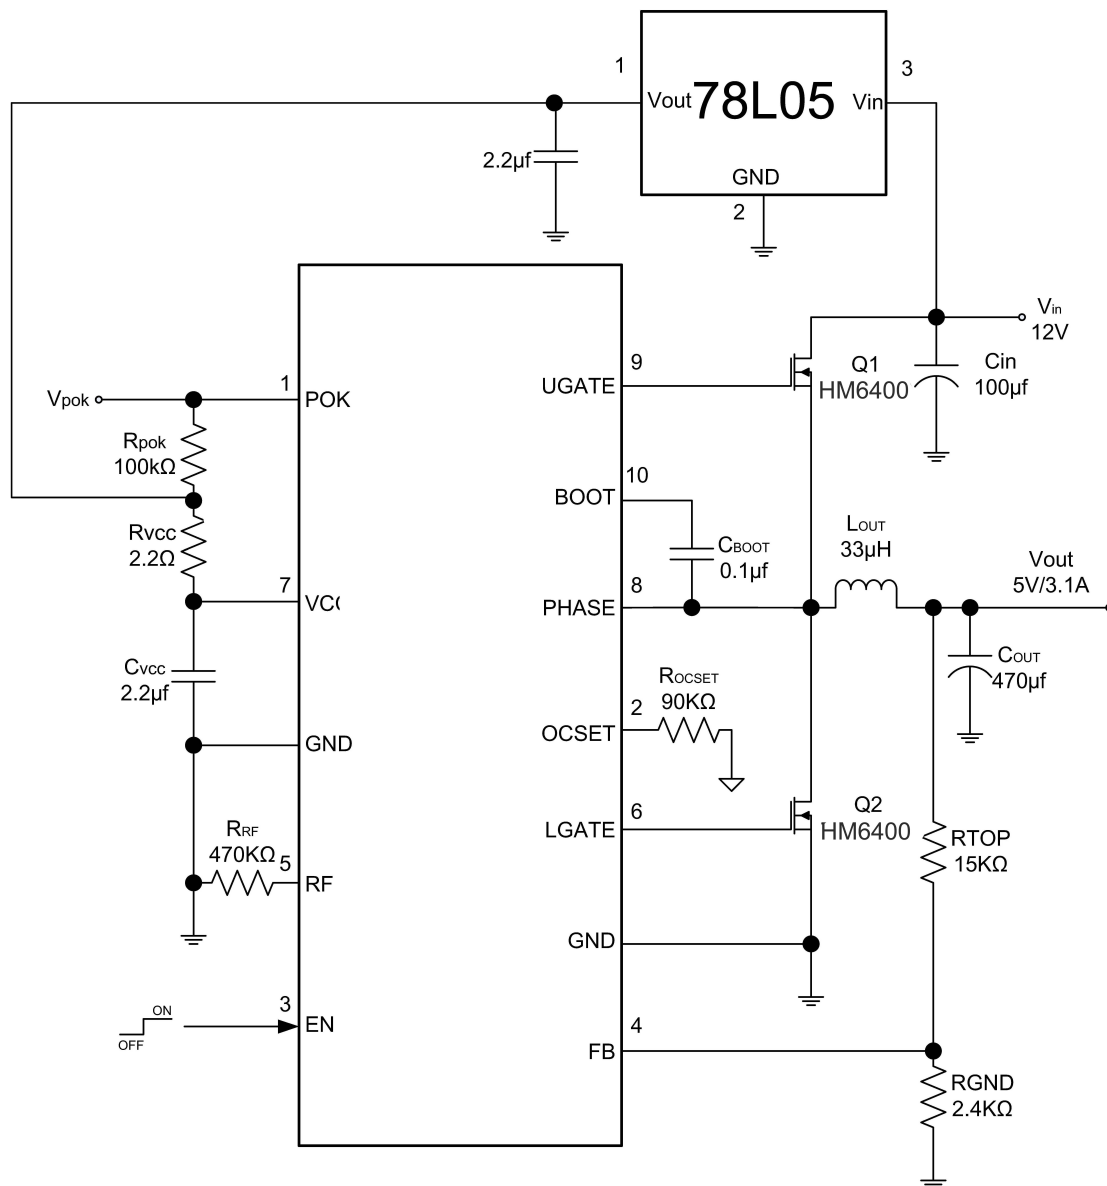 1
3
Vout 78L05 Vin
2.2µf
GND
2
Vin
12V
9
UGATE
Q1
HM6400
Cin
100µf
1
Vpok
POK
Rpok
100kΩ
10
BOOT
CBOOT
0.1µf
LOUT
33µH
Rvcc
2.2Ω
7
VC(
8
PHASE
Vout
5V/3.1A
Cvcc
2.2µf
COUT
470µf
ROCSET
90KΩ
2
OCSET
GND
6
LGATE
Q2
HM6400
RRF
470KΩ
5
RF
RTOP
15KΩ
GND
3
ON
OFF
EN
4
FB
RGND
2.4KΩ